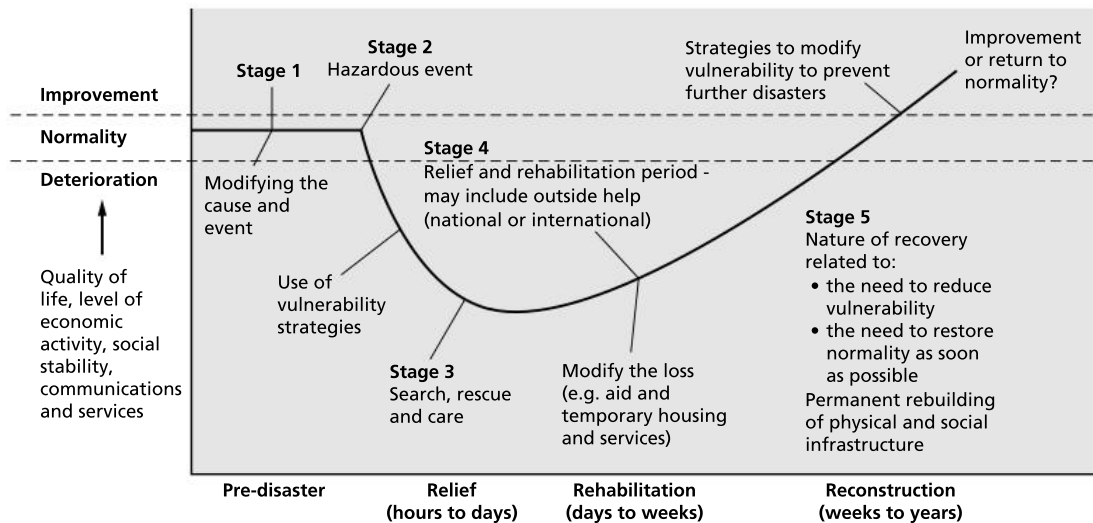 Improvement
Normality
Deterioration
Quality of
life, level of
economic
activity, social
stability,
communications
and services
Stage 1
Modifying the
cause and
event
Stage 2
Hazardous event
Use of
vulnerability
strategies
Stage 3
Search, rescue
and care
Stage 4
Relief and rehabilitation period -
may include outside help
(national or international)
Modify the loss
(e.g. aid and
temporary housing
and services)
Strategies to modify
vulnerability to prevent
further disasters
Improvement
or return to
normality?
Stage 5
Nature of recovery
related to:
• the need to reduce
vulnerability
• the need to restore
normality as soon
as possible
Permanent rebuilding
of physical and social
infrastructure
Pre-disaster
Relief
(hours to days)
Rehabilitation
(days to weeks)
Reconstruction
(weeks to years)